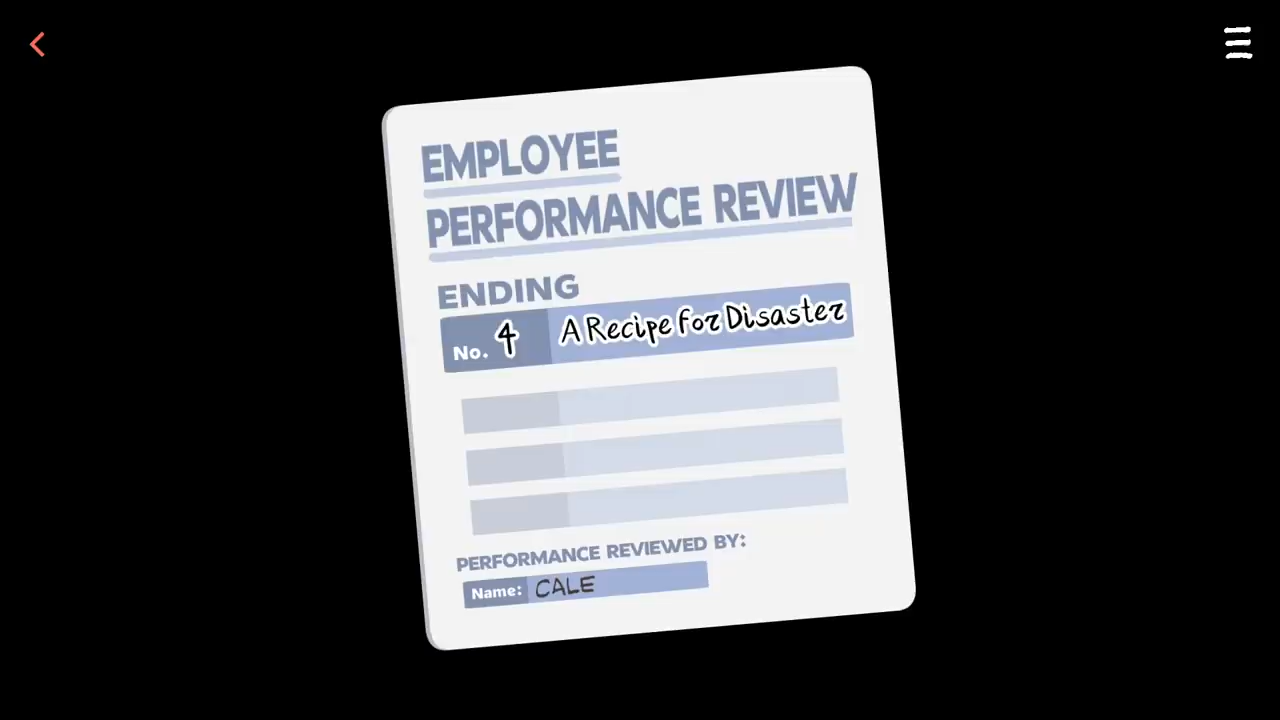 EMPLOYEE
PERFORMANCE REVIEW
ENDING
No. 4 A Recipe for Disaster
PERFORMANCE REVIEWED BY:
Name: CALE